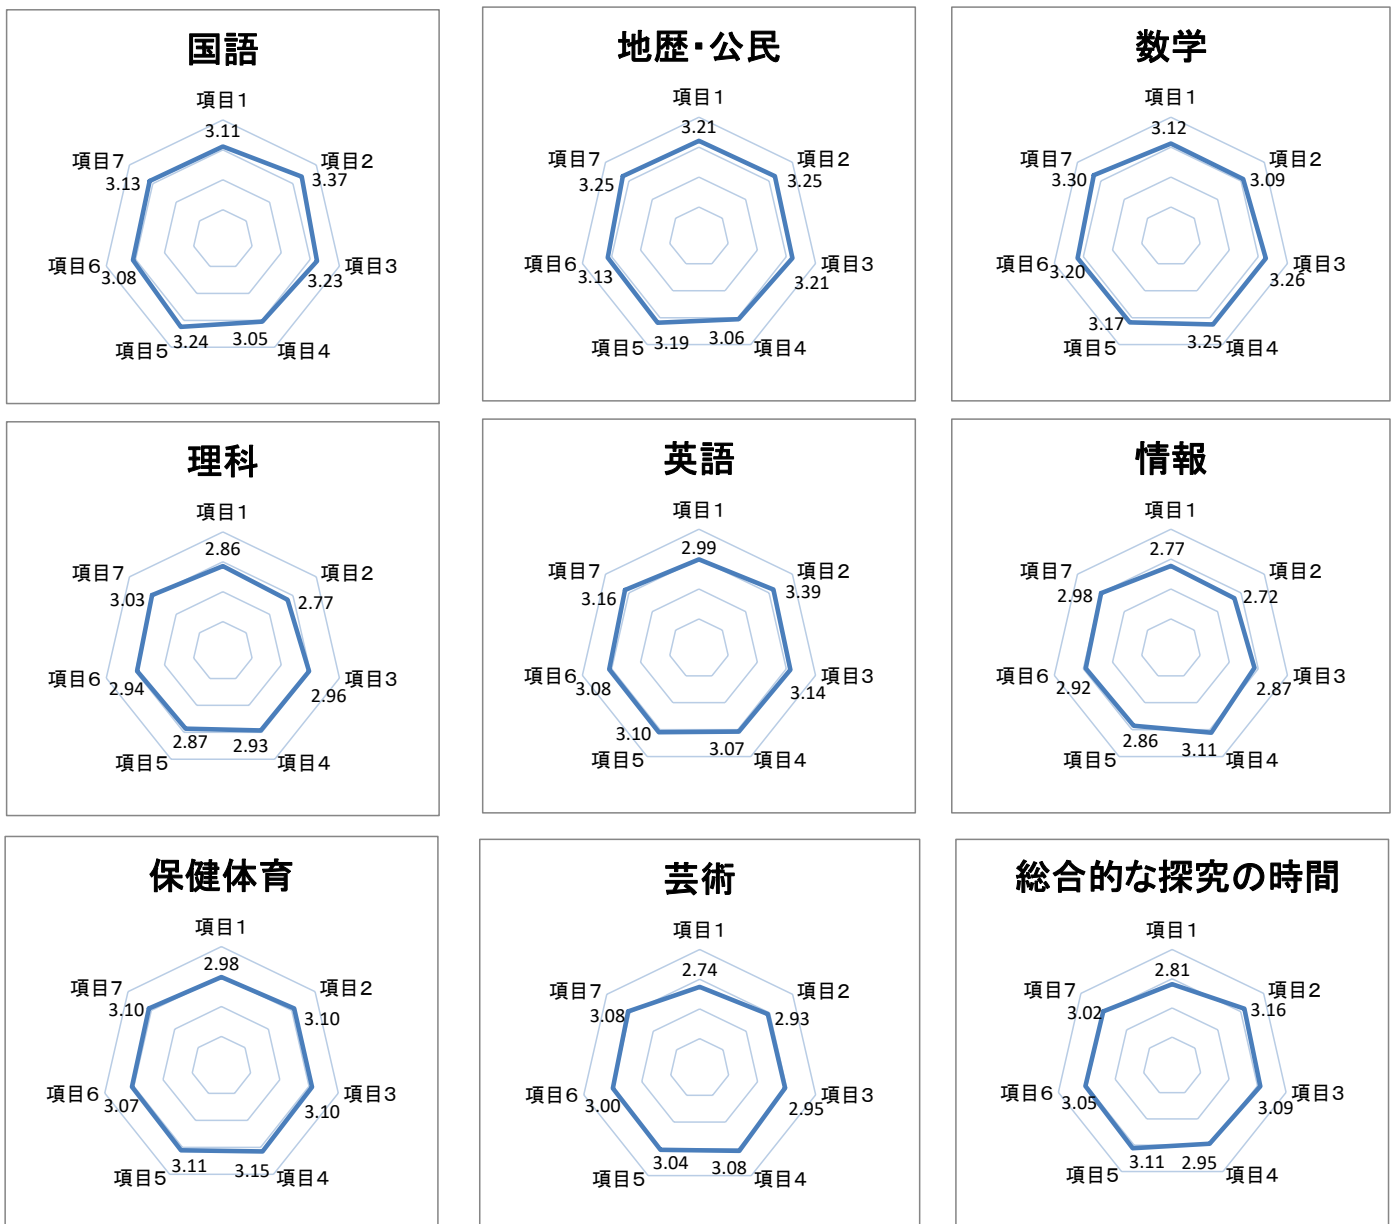 国語
項目1
3.11
項目7
項目2
3.13
3.37
項目6
項目3
3.08
3.23
3.24
3.05
項目5
項目4
地歴・公民
項目1
3.21
項目7
項目2
3.25
3.25
項目6
項目3
3.13
3.21
3.19
3.06
項目5
項目4
数学
項目1
3.12
項目7
項目2
3.30
3.09
項目6
項目3
3.20
3.26
3.17
3.25
項目5
項目4
理科
項目1
2.86
項目7
項目2
3.03
2.77
項目6
項目3
2.94
2.96
2.87
2.93
項目5
項目4
英語
項目1
2.99
項目7
項目2
3.16
3.39
項目6
項目3
3.08
3.14
3.10
3.07
項目5
項目4
情報
項目1
2.77
項目7
項目2
2.98
2.72
項目6
項目3
2.92
2.87
2.86
3.11
項目5
項目4
保健体育
項目1
2.98
項目7
項目2
3.10
3.10
項目6
項目3
3.07
3.10
3.11
3.15
項目5
項目4
芸術
項目1
2.74
項目7
項目2
3.08
2.93
項目6
項目3
3.00
2.95
3.04
3.08
項目5
項目4
総合的な探究の時間
項目1
2.81
項目7
項目2
3.02
3.16
項目6
項目3
3.05
3.09
3.11
2.95
項目5
項目4